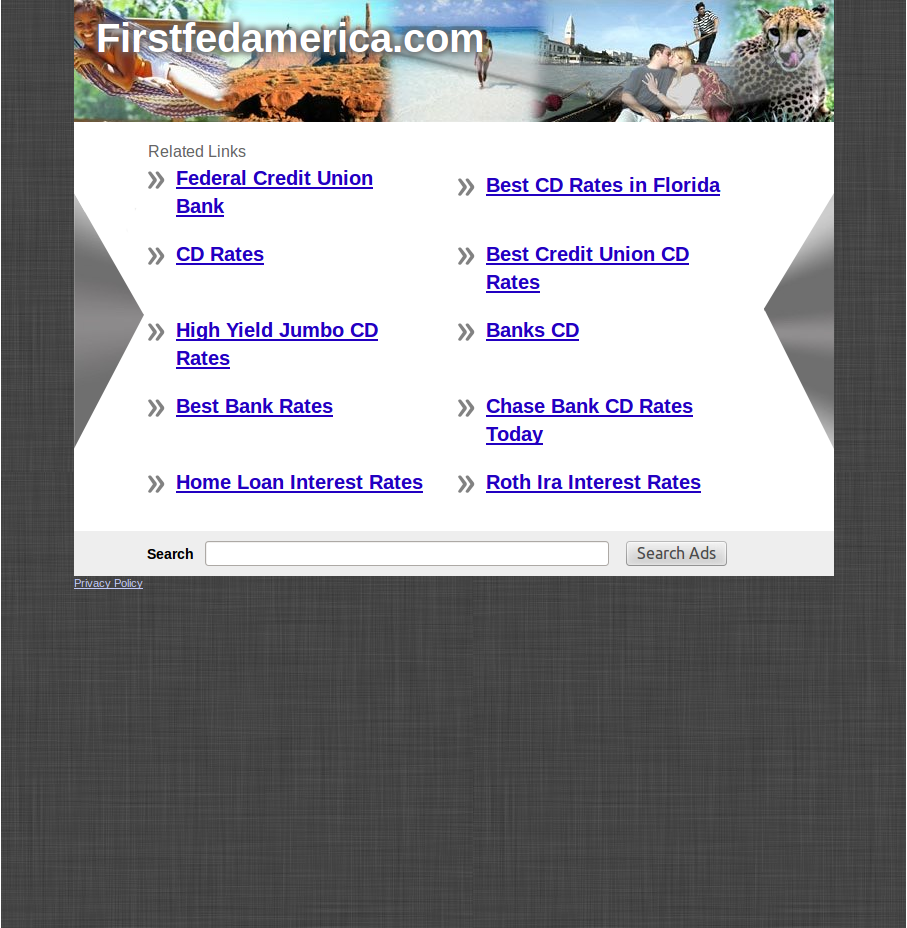 Firstfedamerica.com
Related Links
Federal Credit Union
Bank
Best CD Rates in Florida
CD Rates
Best Credit Union CD
Rates
High Yield Jumbo CD
Rates
Banks CD
Best Bank Rates
Chase Bank CD Rates
Today
Home Loan Interest Rates
Roth Ira Interest Rates
Search
Search Ads
Privacy Policy